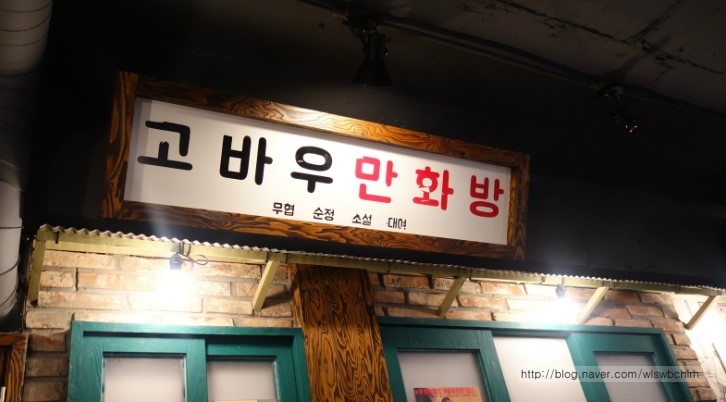 고바우 만화방
무협 순정 소설 대여
http://blog.naver.com/wlswbchlrh